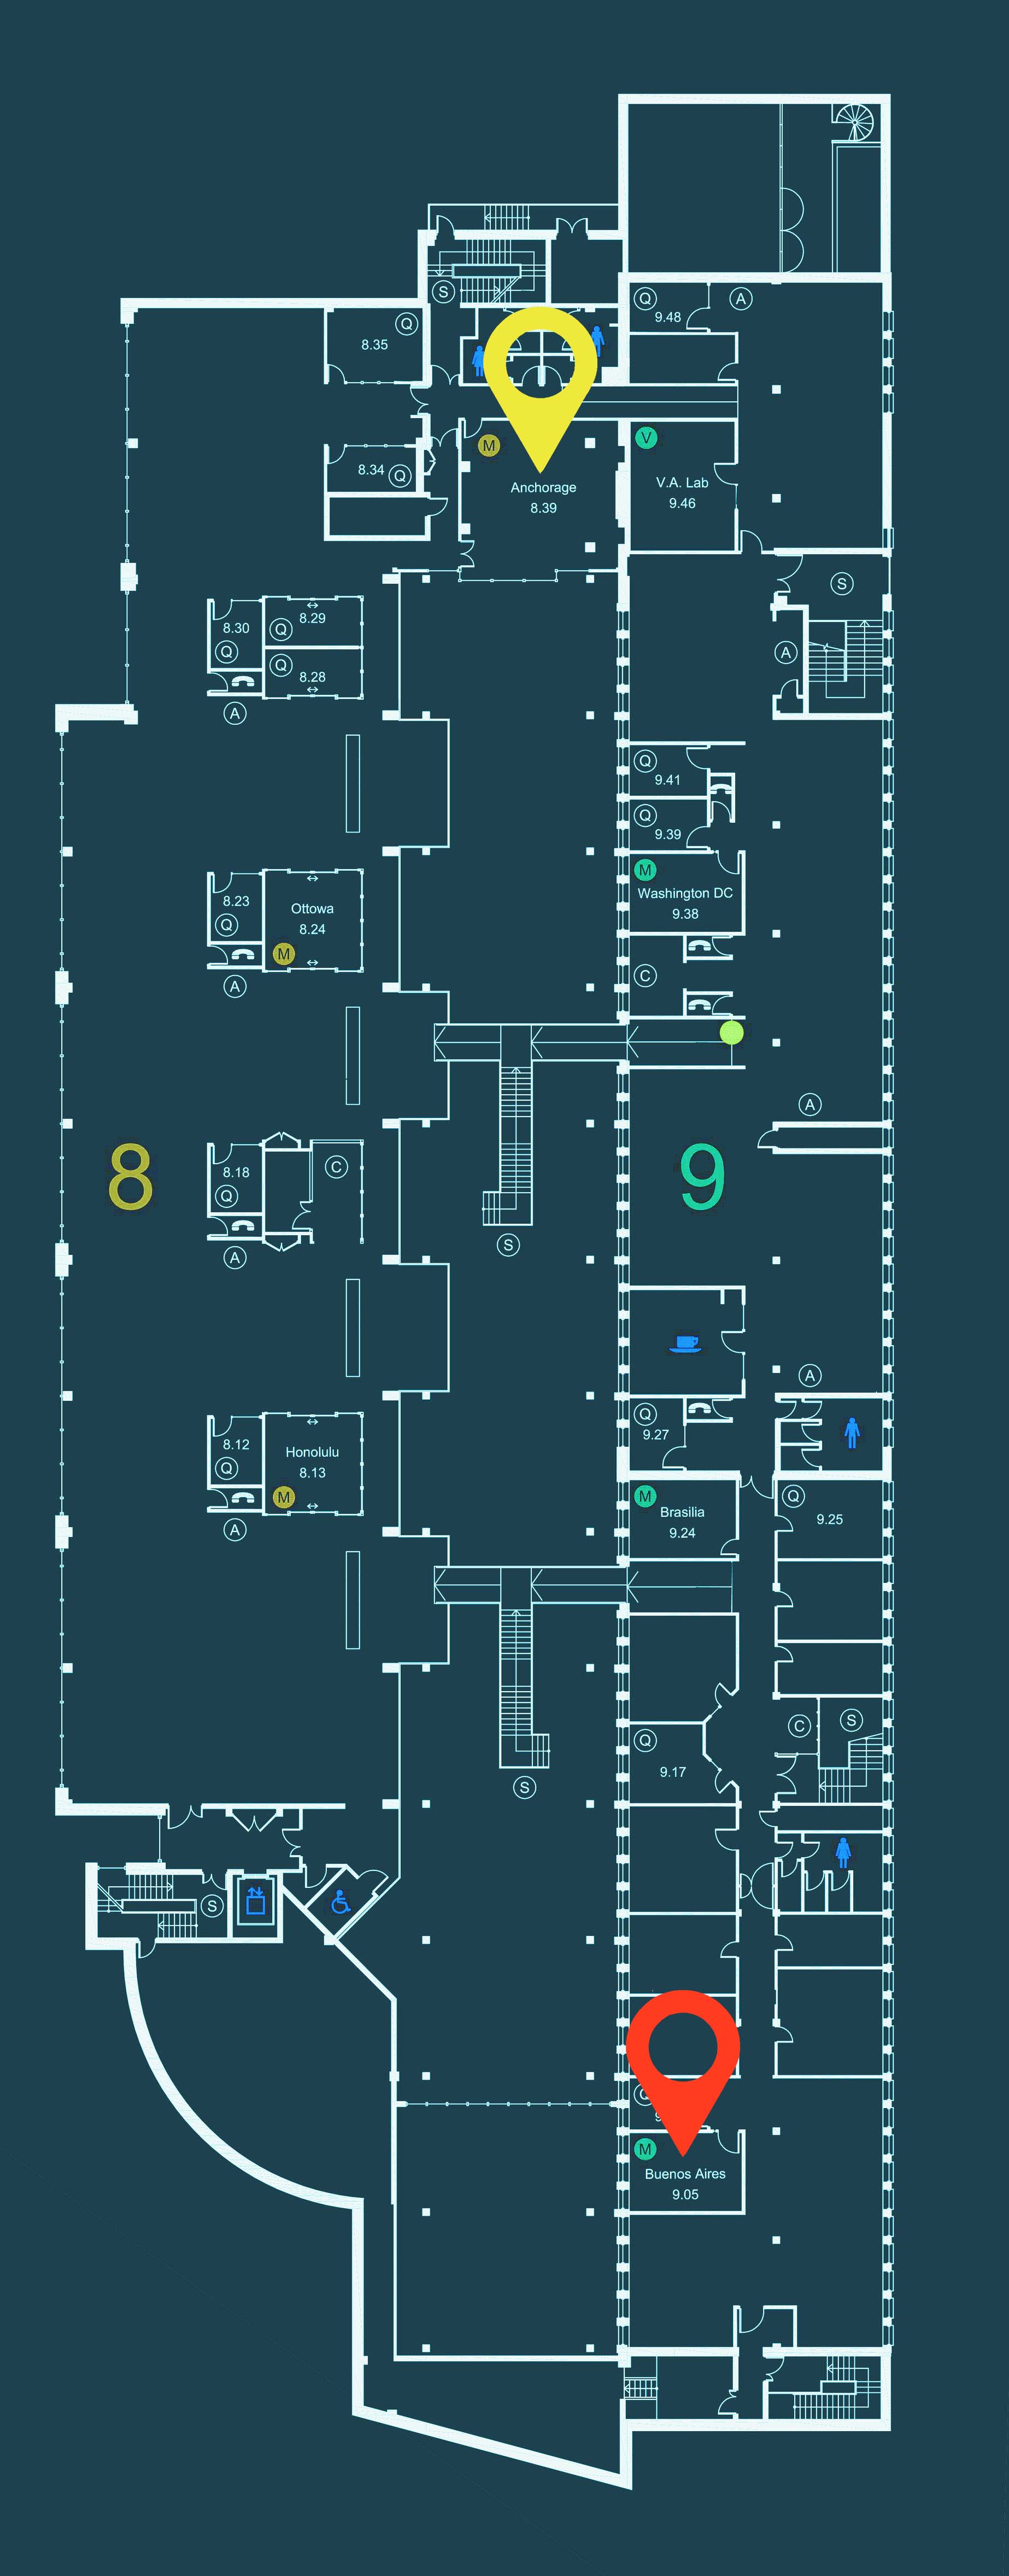 S
Q
9.48
A
Q
8.35
M
8.34
Q
Anchorage
8.39
V
V.A. Lab
9.46
S
8.30
Q
8.29
Q
Q
8.28
A
A
Q
9.41
Q
9.39
M
Washington DC
9.38
8.23
Q
Ottowa
8.24
M
A
C
A
8
8.18
Q
C
A
9
S
A
8.12
Q
Honolulu
8.13
M
A
Q
9.27
M
Brasilia
9.24
Q
9.25
Q
9.17
C
S
S
S
M
Buenos Aires
9.05